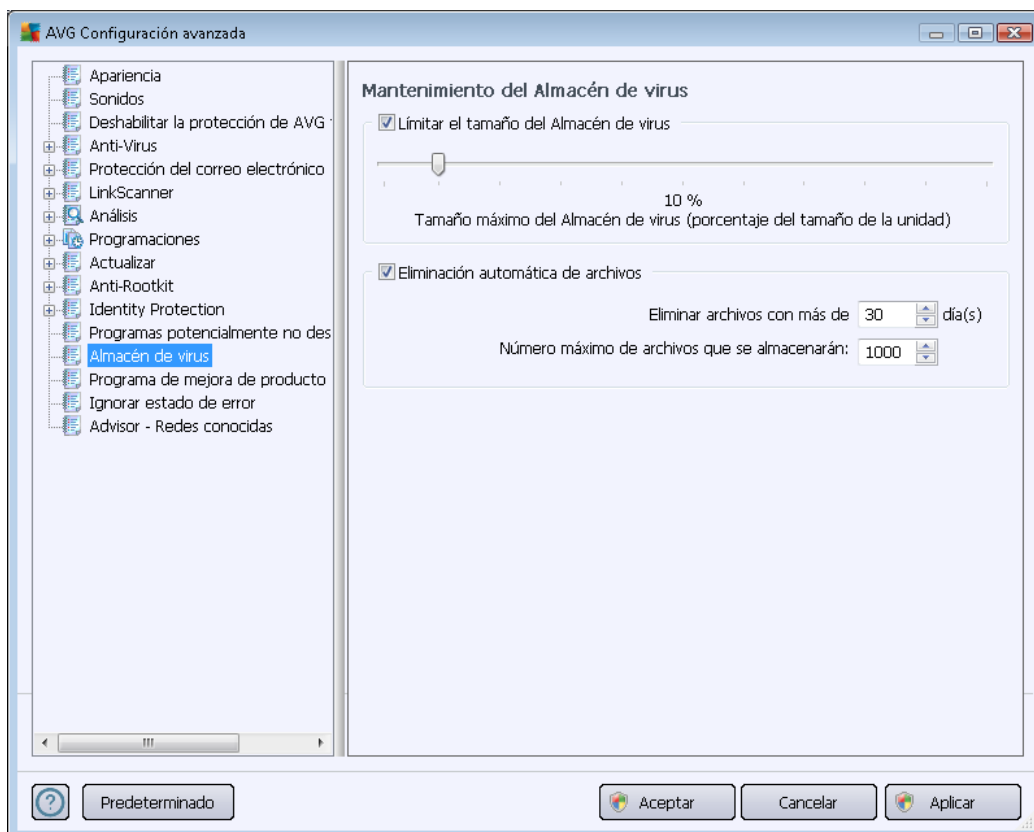 AVG Configuración avanzada
Apariencia
Sonidos
Deshabilitar la protección de AVG
Anti-Virus
Protección del correo electrónico
LinkScanner
Análisis
Programaciones
Actualizar
Anti-Rootkit
Identity Protection
Programas potencialmente no des
Almacén de virus
Programa de mejora de producto
Ignorar estado de error
Advisor - Redes conocidas
Mantenimiento del Almacén de virus
Límitar el tamaño del Almacén de virus
10 %
Tamaño máximo del Almacén de virus (porcentaje del tamaño de la unidad)
Eliminación automática de archivos
Eliminar archivos con más de 30 día(s)
Número máximo de archivos que se almacenarán: 1000
? Predeterminado Aceptar Cancelar Aplicar